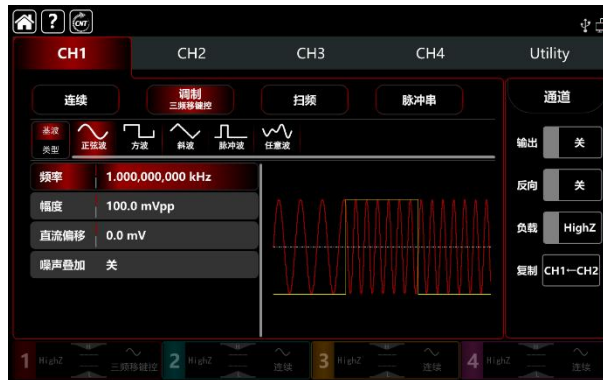 ? CNT
CH1 CH2 CH3 CH4 Utility
连续 调制 扫频 脉冲串 通道
三频移键控
基波
类型 正弦波 方波 斜波 脉冲波 任意波
频率 1.000,000,000 kHz
幅度 100.0 mVpp
直流偏移 0.0 mV
噪声叠加 关
输出 关
反向 关
负载 HighZ
复制 CH1←CH2
1 HighZ 三频移键控 2 HighZ 连续 3 HighZ 连续 4 HighZ 连续